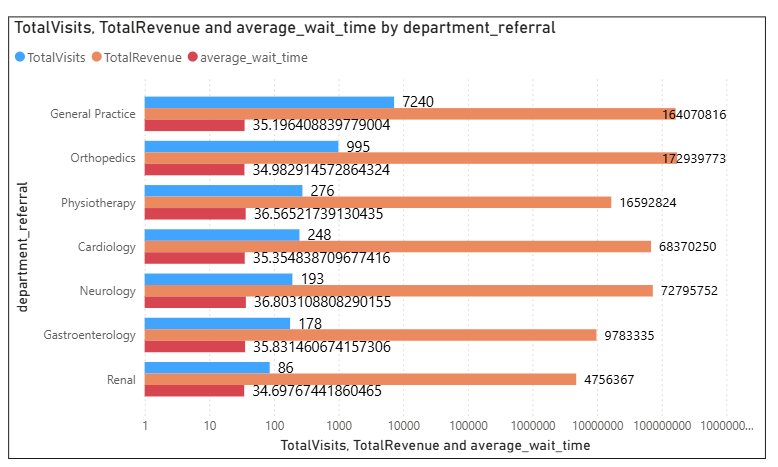 TotalVisits, TotalRevenue and average_wait_time by department_referral
TotalVisits TotalRevenue average_wait_time
department_referral
General Practice 7240 164070816 35.196408839779004
Orthopedics 995 172939773 34.982914572864324
Physiotherapy 276 16592824 36.56521739130435
Cardiology 248 68370250 35.354838709677416
Neurology 193 72795752 36.803108808290155
Gastroenterology 178 9783335 35.831460674157306
Renal 86 4756367 34.69767441860465
1 10 100 1000 10000 100000 1000000 10000000 100000000 1000000...
TotalVisits, TotalRevenue and average_wait_time